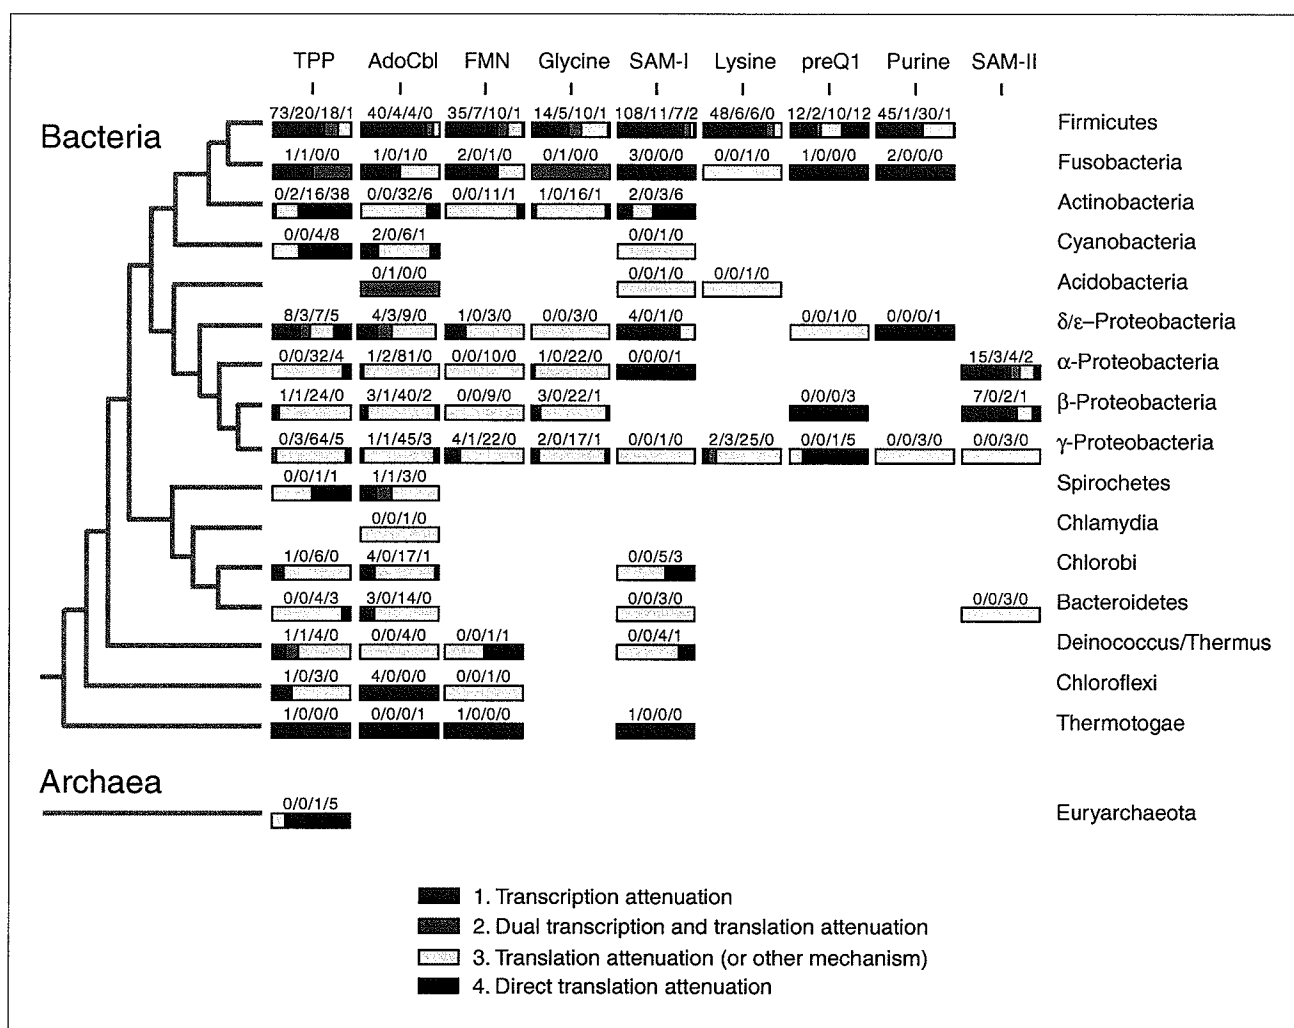 TPP AdoCbl FMN Glycine SAM-I Lysine preQ1 Purine SAM-II
Bacteria
73/20/18/1 40/4/4/0 35/7/10/1 14/5/10/1 108/11/7/2 48/6/6/0 12/2/10/12 45/1/30/1 Firmicutes
1/1/0/0 1/0/1/0 2/0/1/0 0/1/0/0 3/0/0/0 0/0/1/0 1/0/0/0 2/0/0/0 Fusobacteria
0/2/16/38 0/0/32/6 0/0/11/1 1/0/16/1 2/0/3/6 Actinobacteria
0/0/4/8 2/0/6/1 0/0/1/0 Cyanobacteria
0/1/0/0 0/0/1/0 0/0/1/0 Acidobacteria
8/3/7/5 4/3/9/0 1/0/3/0 0/0/3/0 4/0/1/0 0/0/1/0 0/0/0/1 δ/ε–Proteobacteria
0/0/32/4 1/2/81/0 0/0/10/0 1/0/22/0 0/0/0/1 15/3/4/2 α-Proteobacteria
1/1/24/0 3/1/40/2 0/0/9/0 3/0/22/1 0/0/0/3 7/0/2/1 β-Proteobacteria
0/3/64/5 1/1/45/3 4/1/22/0 2/0/17/1 0/0/1/0 2/3/25/0 0/0/1/5 0/0/3/0 0/0/3/0 γ-Proteobacteria
0/0/1/1 1/1/3/0 Spirochetes
0/0/1/0 Chlamydia
1/0/6/0 4/0/17/1 0/0/5/3 Chlorobi
0/0/4/3 3/0/14/0 0/0/3/0 0/0/3/0 Bacteroidetes
1/1/4/0 0/0/4/0 0/0/1/1 0/0/4/1 Deinococcus/Thermus
1/0/3/0 4/0/0/0 0/0/1/0 Chloroflexi
1/0/0/0 0/0/0/1 1/0/0/0 1/0/0/0 Thermotogae
Archaea
0/0/1/5 Euryarchaeota
1. Transcription attenuation
2. Dual transcription and translation attenuation
3. Translation attenuation (or other mechanism)
4. Direct translation attenuation